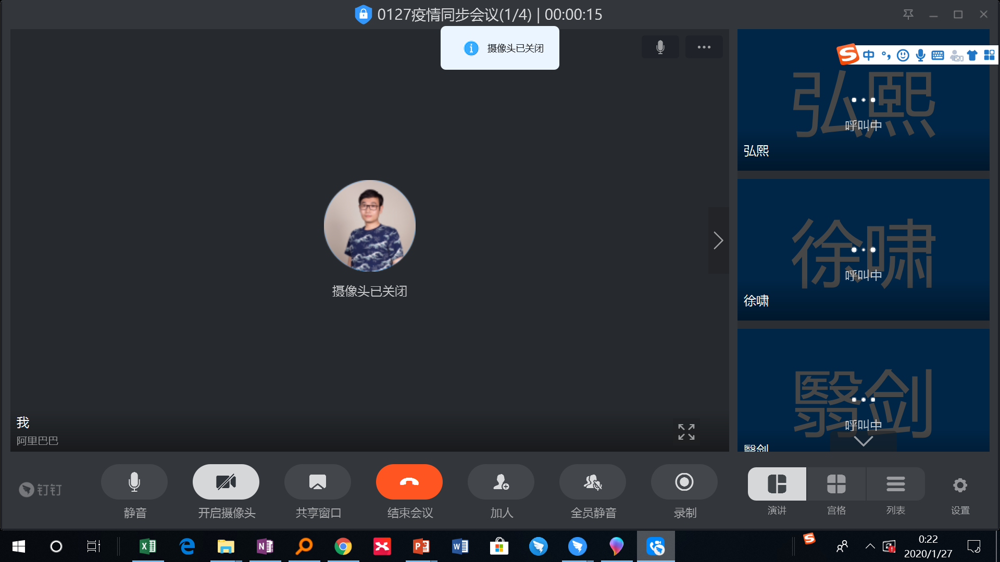 0127疫情同步会议(1/4) | 00:00:15
摄像头已关闭
中
弘熙
呼叫中
弘熙
摄像头已关闭
徐啸
呼叫中
徐啸
翳剑
呼叫中
翳剑
我
阿里巴巴
钉钉
静音
开启摄像头
共享窗口
结束会议
加人
全员静音
录制
演讲
宫格
列表
设置
0:22
2020/1/27